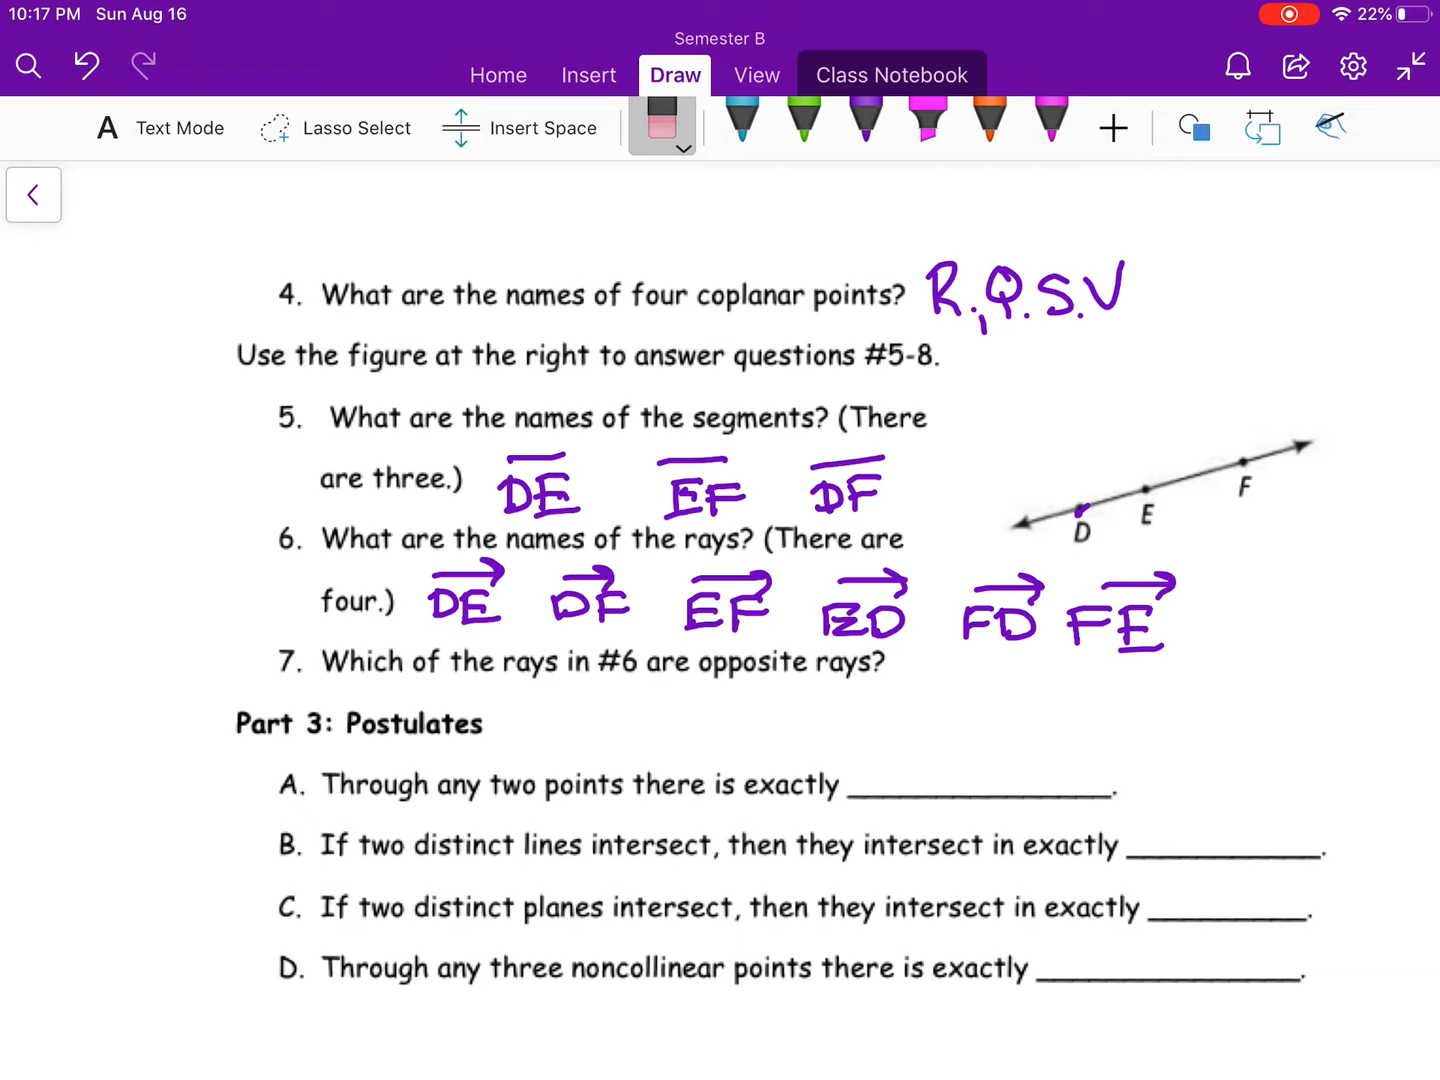 10:17 PM Sun Aug 16 22%
Semester B
Home Insert Draw View Class Notebook
A Text Mode Lasso Select Insert Space
4. What are the names of four coplanar points? R, Q. S. V
Use the figure at the right to answer questions #5-8.
5. What are the names of the segments? (There
are three.) DE EF DF
F
E
D
6. What are the names of the rays? (There are
four.) DE DF EF ED FD FE
7. Which of the rays in #6 are opposite rays?
Part 3: Postulates
A. Through any two points there is exactly _______________.
B. If two distinct lines intersect, then they intersect in exactly ___________.
C. If two distinct planes intersect, then they intersect in exactly _________.
D. Through any three noncollinear points there is exactly _______________.